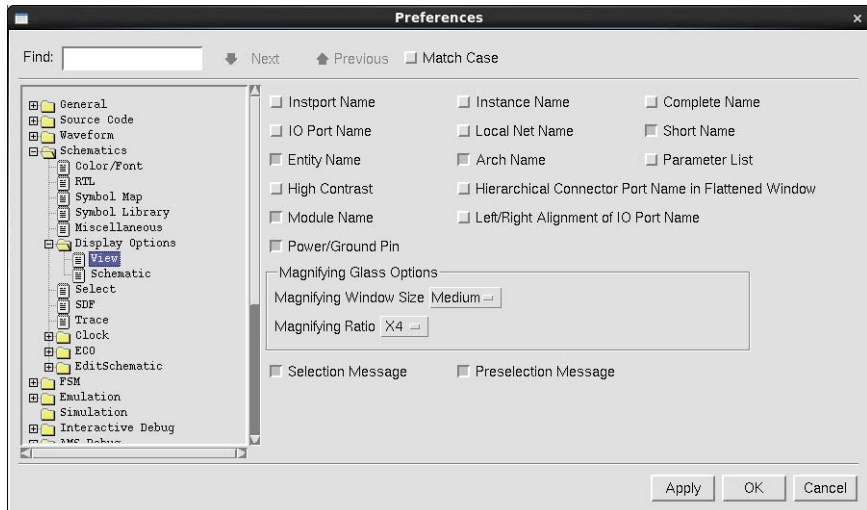 Preferences
Find:
Next
Previous
Match Case
General
Source Code
Waveform
Schematics
Color/Font
RTL
Symbol Map
Symbol Library
Miscellaneous
Display Options
View
Schematic
Select
SDF
Trace
Clock
ECO
EditSchematic
FSM
Emulation
Simulation
Interactive Debug
AMS Debug
Instport Name Instance Name Complete Name
IO Port Name Local Net Name Short Name
Entity Name Arch Name Parameter List
High Contrast Hierarchical Connector Port Name in Flattened Window
Module Name Left/Right Alignment of IO Port Name
Power/Ground Pin
Magnifying Glass Options
Magnifying Window Size Medium
Magnifying Ratio X4
Selection Message Preselection Message
Apply OK Cancel